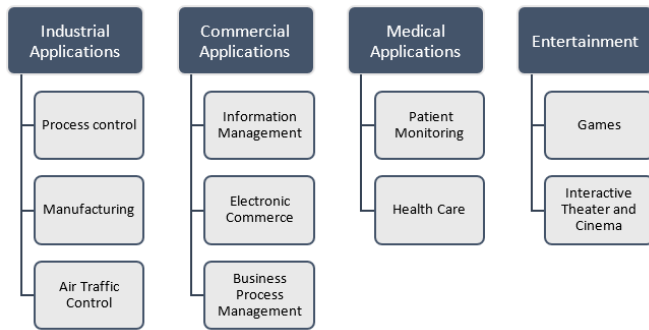 Industrial
Applications
Process control
Manufacturing
Air Traffic
Control
Commercial
Applications
Information
Management
Electronic
Commerce
Business
Process
Management
Medical
Applications
Patient
Monitoring
Health Care
Entertainment
Games
Interactive
Theater and
Cinema